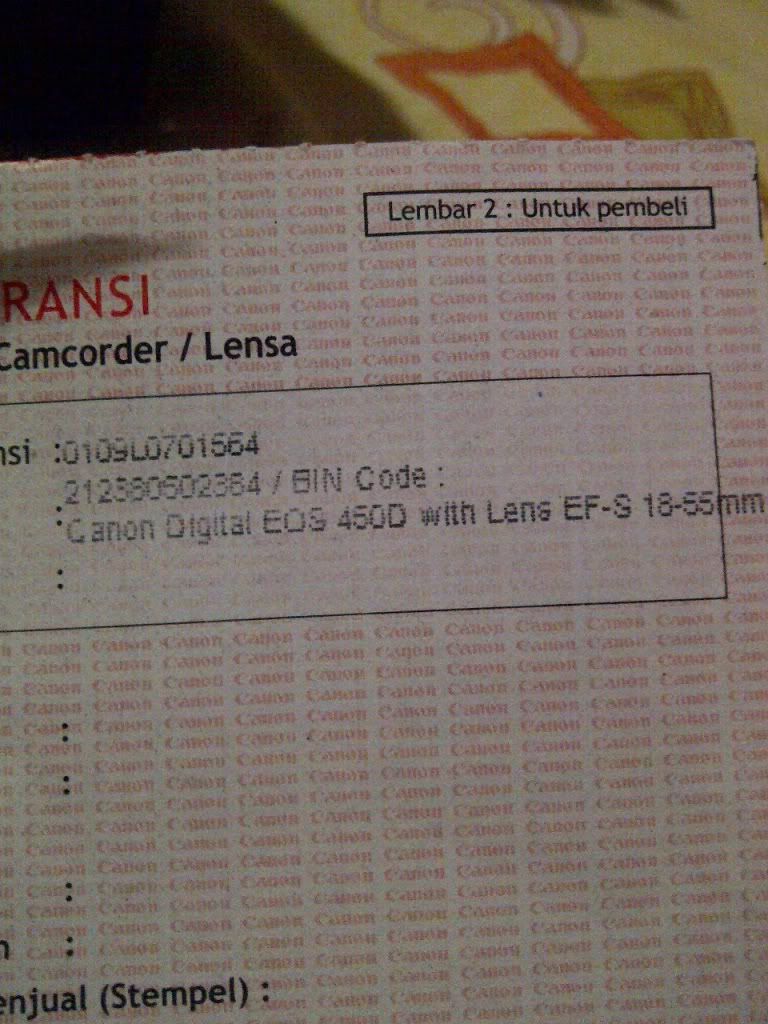 Lembar 2 : Untuk pembeli
RANSI
Camcorder / Lensa
nsi :0109L0701564
212380502384 / BIN Code :
: Canon Digital EOS 450D with Lens EF-S 18-55mm
:
:
:
:
n :
enjual (Stempel) :